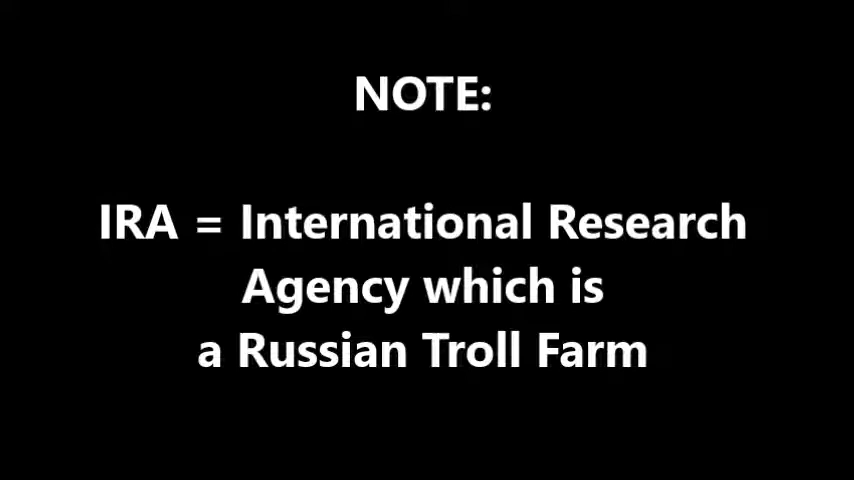 NOTE:
IRA = International Research
Agency which is
a Russian Troll Farm